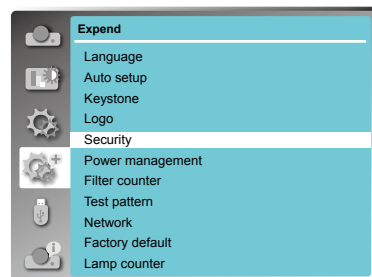 Expend
Language
Auto setup
Keystone
Logo
Security
Power management
Filter counter
Test pattern
Network
Factory default
Lamp counter